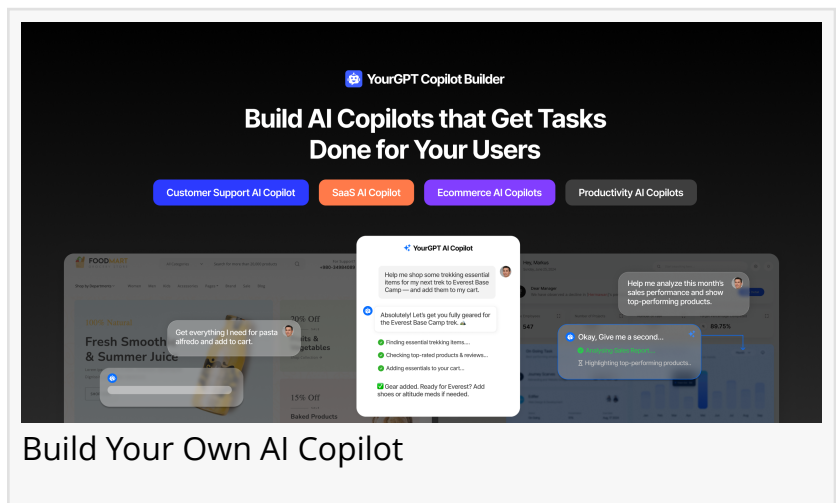 YourGPT Copilot Builder
Build AI Copilots that Get Tasks
Done for Your Users
Customer Support AI Copilot
SaaS AI Copilot
Ecommerce AI Copilots
Productivity AI Copilots
FOODMART
YourGPT AI Copilot
Help me shop some trekking essential
items for my next trek to Everest Base
Camp — and add them to my cart.
Absolutely! Let's get you fully geared for
the Everest Base Camp trek.
Finding essential trekking items...
Checking top-rated products & reviews...
Adding essentials to your cart...
Gear added. Ready for Everest? Add
shoes or altitude meds if needed.
Fresh Smooth
& Summer Juice
Get everything I need for pasta
alfredo and add to cart.
20% Off
15% Off
Baked Products
Hey, Markus
Help me analyze this month's
sales performance and show
top-performing products.
547
88.75%
Okay, Give me a second...
Analysing Sales Report...
Highlighting top-performing products..
Build Your Own AI Copilot